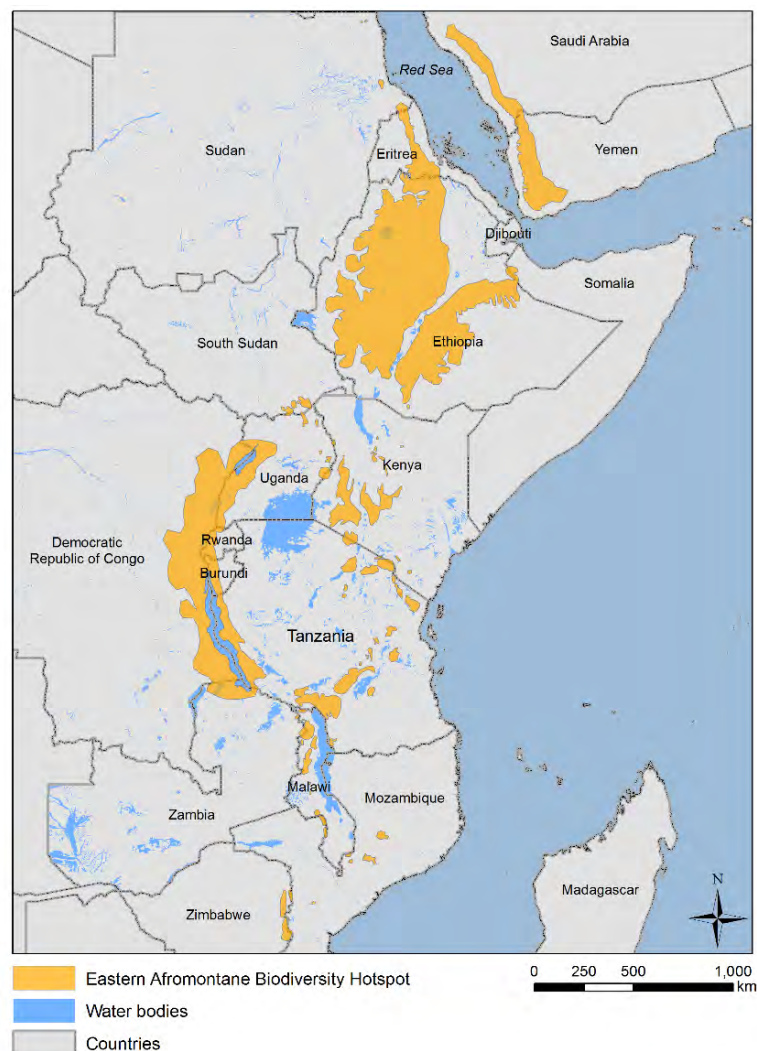 Saudi Arabia
Red Sea
Sudan
Eritrea
Yemen
Djibouti
Somalia
South Sudan
Ethiopia
Kenya
Uganda
Democratic
Republic of Congo
Rwanda
Burundi
Tanzania
Malawi
Mozambique
Zambia
Madagascar
Zimbabwe
N
Eastern Afromontane Biodiversity Hotspot
0 250 500 1,000
km
Water bodies
Countries